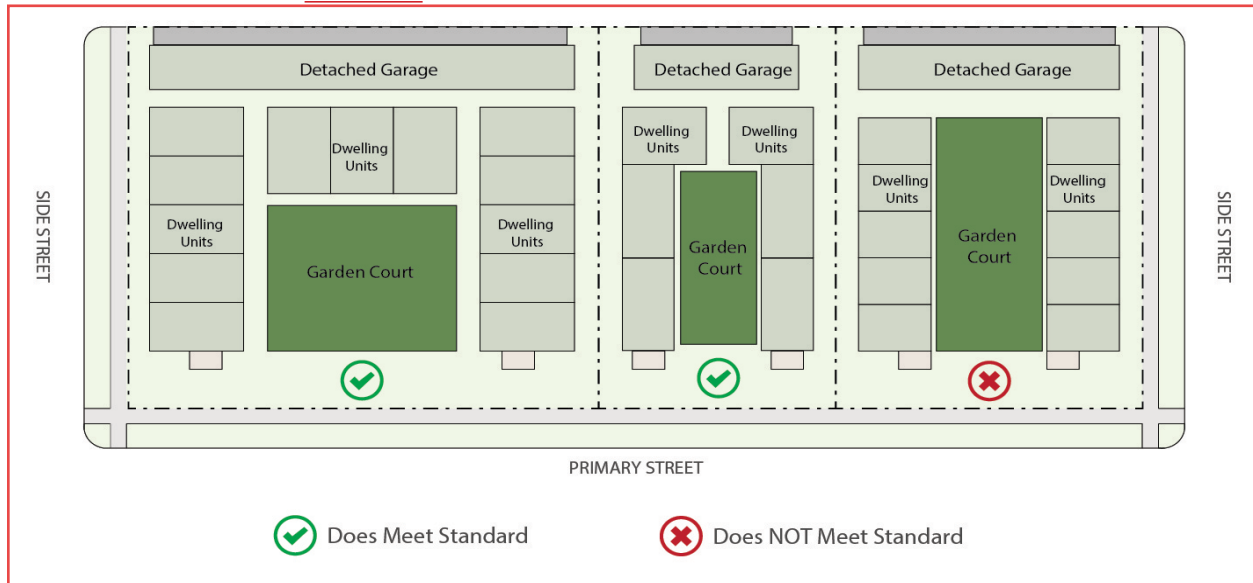 Detached Garage
Detached Garage
Detached Garage
Dwelling
Units
Dwelling
Units
Dwelling
Units
Dwelling
Units
Dwelling
Units
Dwelling
Units
Dwelling
Units
Garden Court
Garden
Court
Garden
Court
SIDE STREET
SIDE STREET
PRIMARY STREET
Does Meet Standard
Does NOT Meet Standard